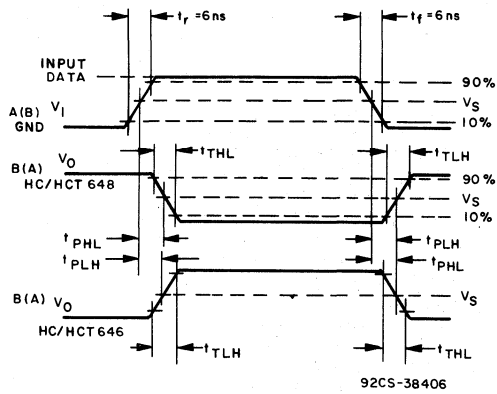 tr = 6ns
tf = 6ns
INPUT DATA
90%
A(B) VI
VS
GND
10%
tTHL
tTLH
B(A) VO
90%
HC/HCT 648
VS
10%
tPHL
tPLH
tPLH
tPHL
B(A) VO
VS
HC/HCT 646
tTLH
tTHL
92CS-38406